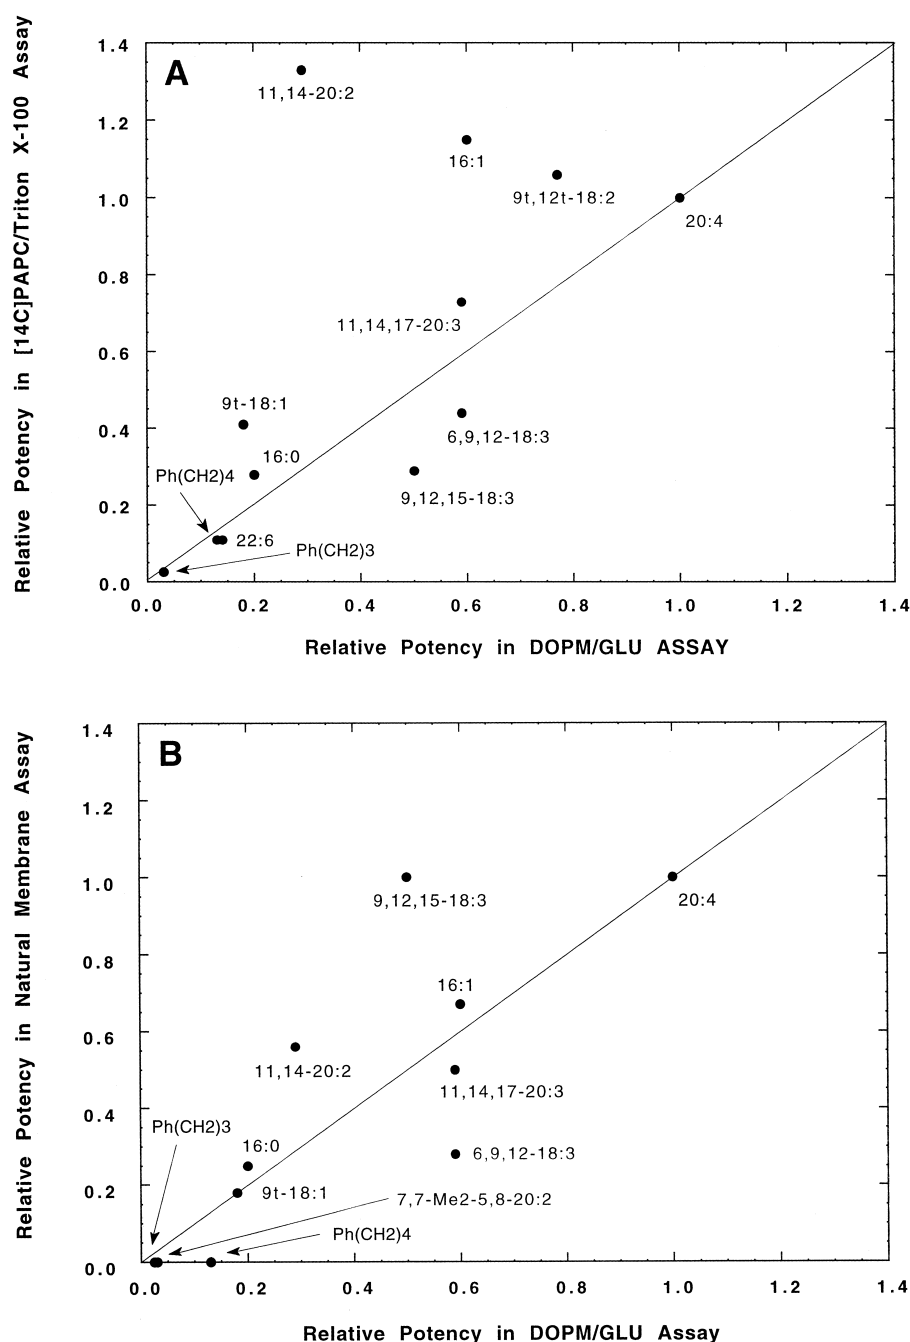 Relative Potency in [14C]PAPC/Triton X-100 Assay
1.4
A
11,14-20:2
1.2
16:1
9t,12t-18:2
1.0
20:4
0.8
11,14,17-20:3
0.6
9t-18:1
0.4
6,9,12-18:3
16:0
Ph(CH2)4
9,12,15-18:3
0.2
22:6
Ph(CH2)3
0.0
0.0 0.2 0.4 0.6 0.8 1.0 1.2 1.4
Relative Potency in DOPM/GLU ASSAY
Relative Potency in Natural Membrane Assay
1.4
B
1.2
1.0
9,12,15-18:3
20:4
0.8
16:1
0.6
11,14-20:2
11,14,17-20:3
0.4
Ph(CH2)3
16:0
6,9,12-18:3
0.2
9t-18:1
7,7-Me2-5,8-20:2
Ph(CH2)4
0.0
0.0 0.2 0.4 0.6 0.8 1.0 1.2 1.4
Relative Potency in DOPM/GLU Assay